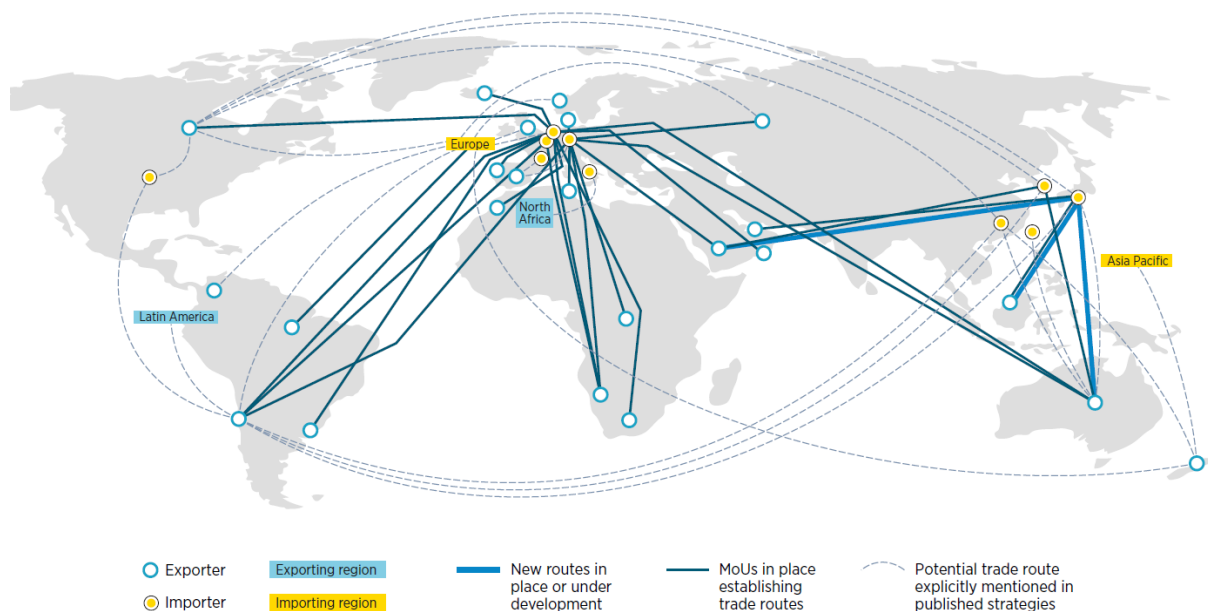 Europe
North
Africa
Asia Pacific
Latin America
Exporter
Importer
Exporting region
Importing region
New routes in
place or under
development
MoUs in place
establishing
trade routes
Potential trade route
explicitly mentioned in
published strategies